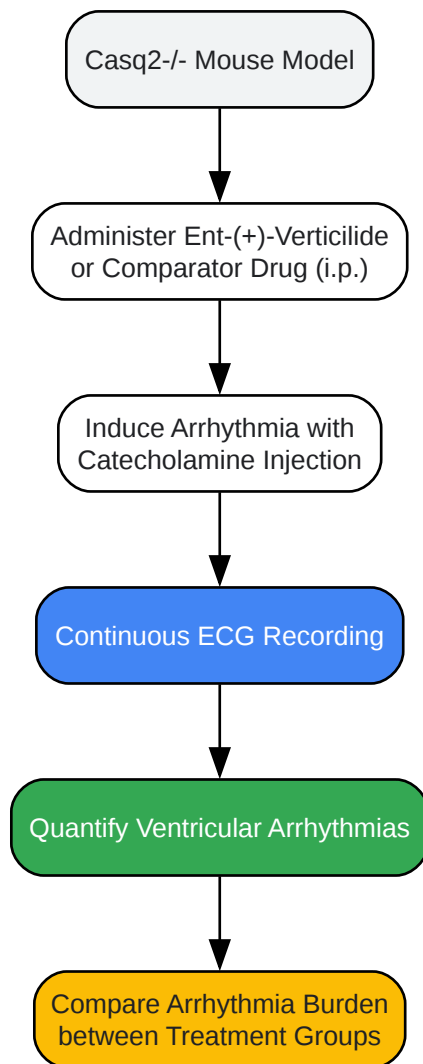 Casq2-/- Mouse Model
Administer Ent-(+)-Verticilide
or Comparator Drug (i.p.)
Induce Arrhythmia with
Catecholamine Injection
Continuous ECG Recording
Quantify Ventricular Arrhythmias
Compare Arrhythmia Burden
between Treatment Groups